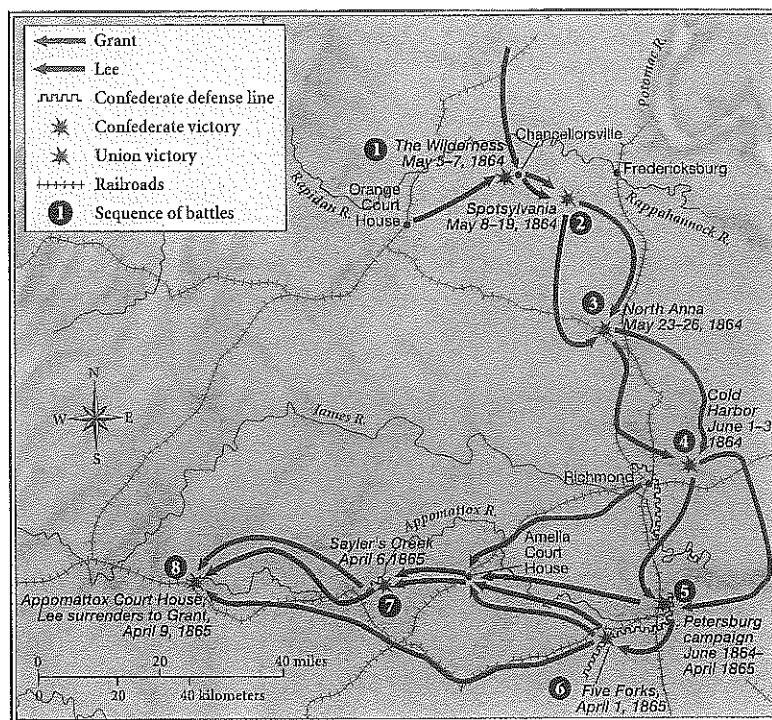 Grant
Lee
Confederate defense line
Confederate victory
Union victory
Railroads
1 Sequence of battles
Potomac R.
Chancellorsville
1 The Wilderness
May 5–7, 1864
Fredericksburg
Rapidan R.
Orange
Court
House
Rappahannock R.
Spotsylvania
May 8–19, 1864
2
3
North Anna
May 23–26, 1864
N
W E
S
Cold
Harbor
June 1–3
1864
4
James R.
Richmond
Appomattox R.
Amelia
Court
House
Sayler's Creek
April 6, 1865
8
7
5
Appomattox Court House,
Lee surrenders to Grant,
April 9, 1865
Petersburg
campaign
June 1864–
April 1865
6
Five Forks,
April 1, 1865
0 20 40 miles
0 20 40 kilometers